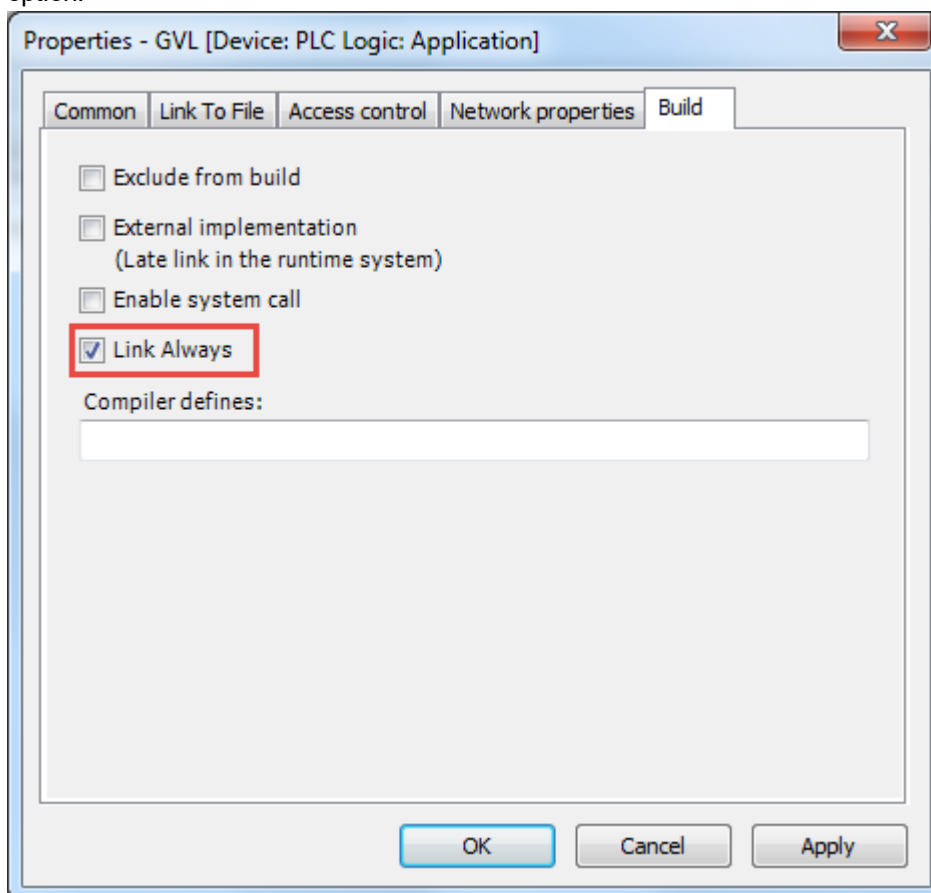 option.
Properties - GVL [Device: PLC Logic: Application]
Common Link To File Access control Network properties Build
Exclude from build
External implementation
(Late link in the runtime system)
Enable system call
Link Always
Compiler defines:
OK Cancel Apply